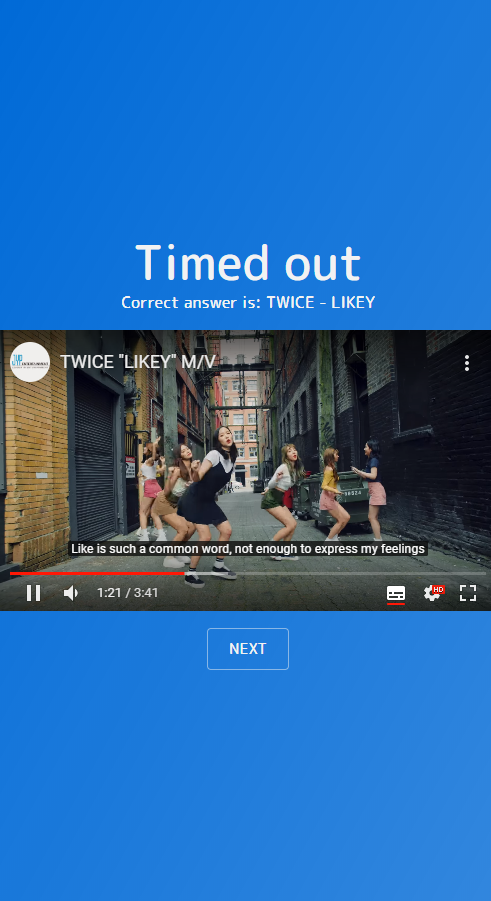 Timed out
Correct answer is: TWICE - LIKEY
TWICE "LIKEY" M/V
Like is such a common word, not enough to express my feelings
1:21 / 3:41
HD
NEXT